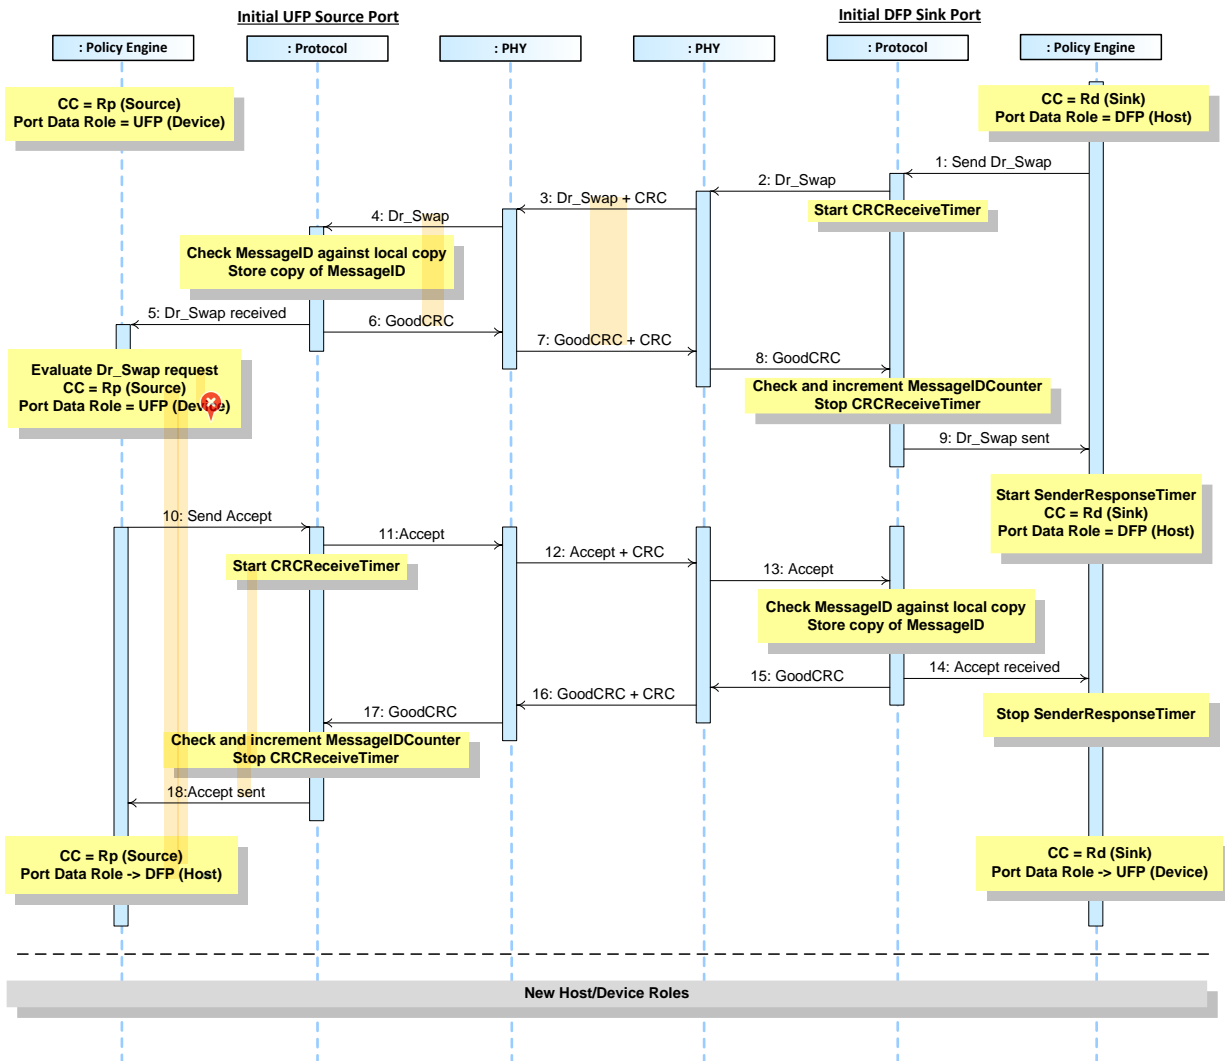 Initial UFP Source Port
Initial DFP Sink Port
: Policy Engine
: Protocol
: PHY
: PHY
: Protocol
: Policy Engine
CC = Rp (Source)
Port Data Role = UFP (Device)
CC = Rd (Sink)
Port Data Role = DFP (Host)
1: Send Dr_Swap
2: Dr_Swap
Start CRCReceiveTimer
3: Dr_Swap + CRC
4: Dr_Swap
Check MessageID against local copy
Store copy of MessageID
5: Dr_Swap received
6: GoodCRC
7: GoodCRC + CRC
8: GoodCRC
Evaluate Dr_Swap request
CC = Rp (Source)
Port Data Role = UFP (Device)
Check and increment MessageIDCounter
Stop CRCReceiveTimer
9: Dr_Swap sent
Start SenderResponseTimer
CC = Rd (Sink)
Port Data Role = DFP (Host)
10: Send Accept
11:Accept
Start CRCReceiveTimer
12: Accept + CRC
13: Accept
Check MessageID against local copy
Store copy of MessageID
14: Accept received
15: GoodCRC
16: GoodCRC + CRC
17: GoodCRC
Stop SenderResponseTimer
Check and increment MessageIDCounter
Stop CRCReceiveTimer
18:Accept sent
CC = Rp (Source)
Port Data Role -> DFP (Host)
CC = Rd (Sink)
Port Data Role -> UFP (Device)
New Host/Device Roles